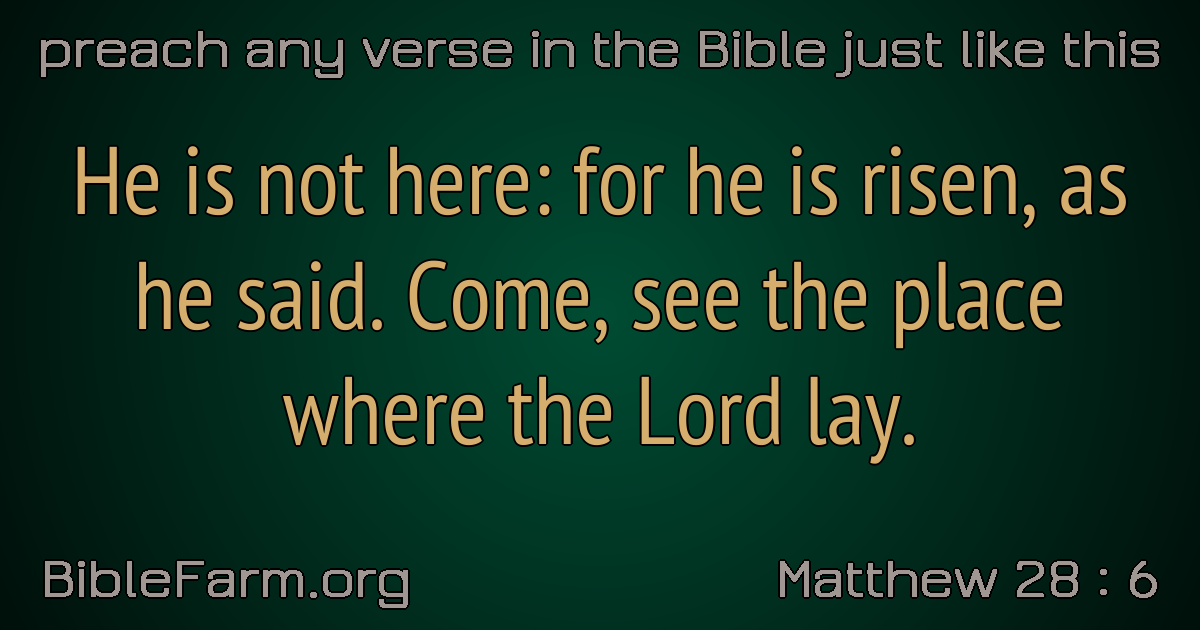 preach any verse in the Bible just like this
He is not here: for he is risen, as
he said. Come, see the place
where the Lord lay.
BibleFarm.org
Matthew 28 : 6